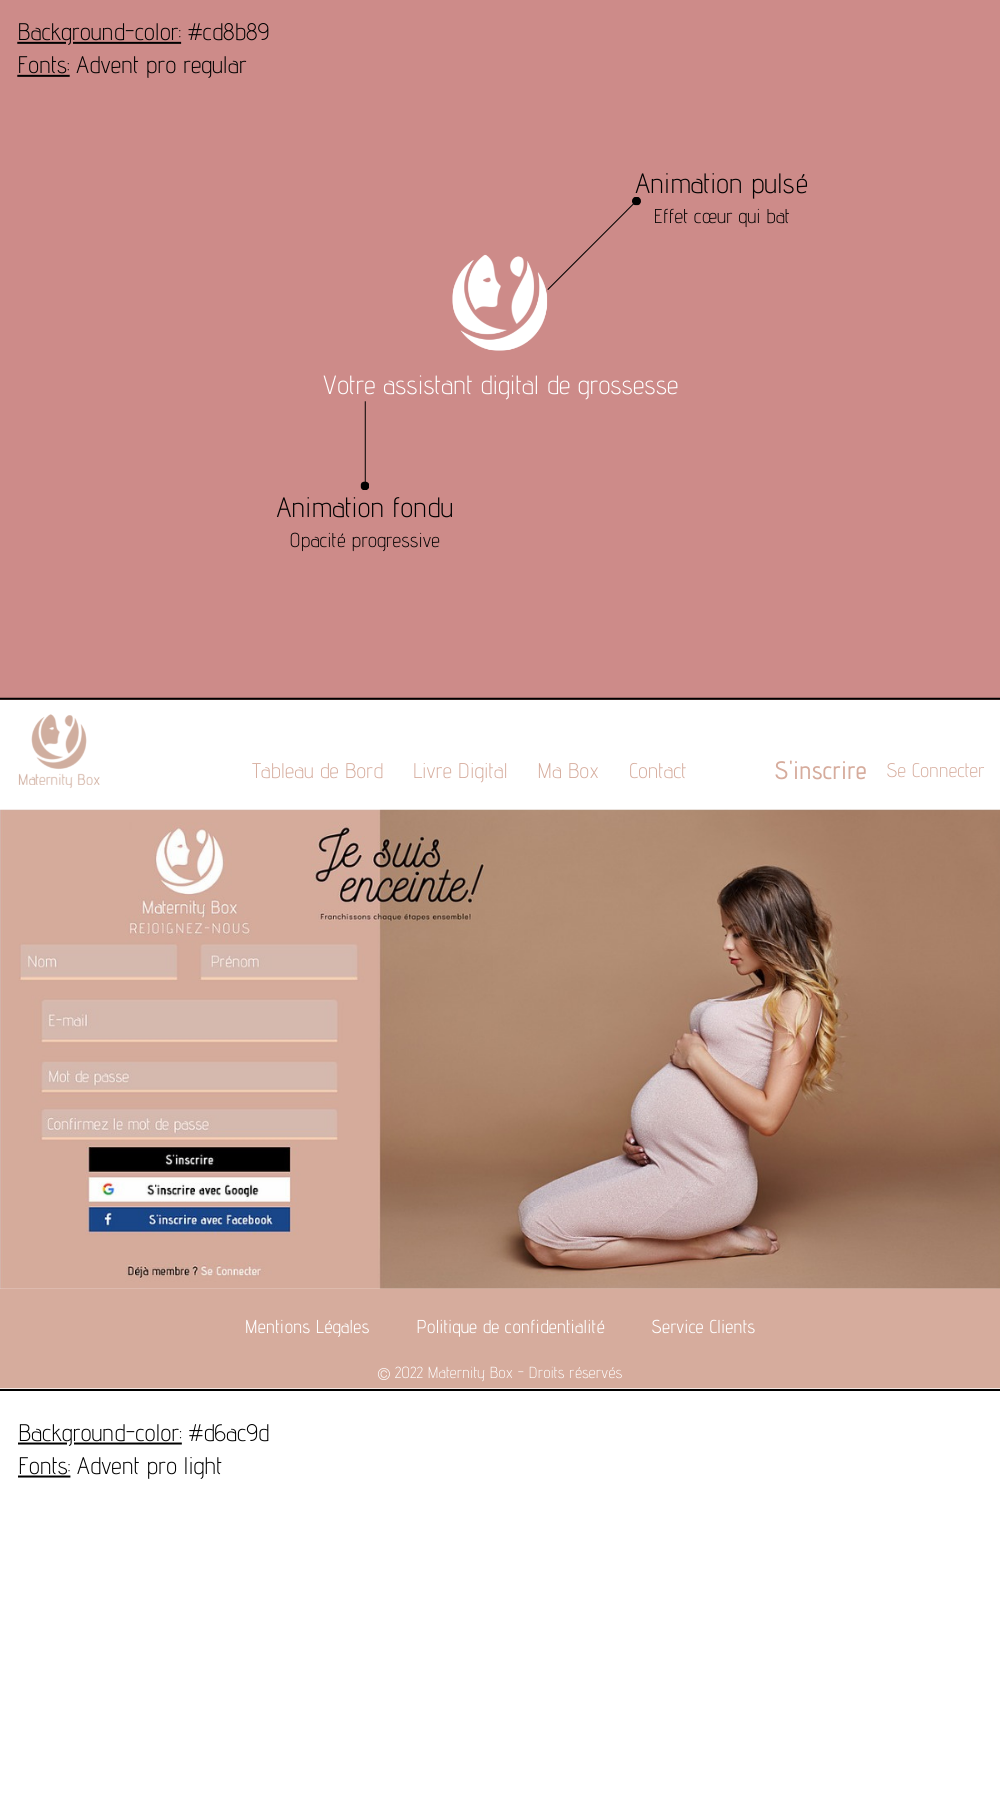 Background-color: #cd8b89
Fonts: Advent pro regular
Animation pulsé
Effet cœur qui bat
Votre assistant digital de grossesse
Animation fondu
Opacité progressive
Maternity Box
Tableau de Bord Livre Digital Ma Box Contact S'inscrire Se Connecter
Je suis
enceinte!
Franchissons chaque étapes ensemble!
Maternity Box
REJOIGNEZ-NOUS
Nom Prénom
E-mail
Mot de passe
Confirmez le mot de passe
S'inscrire
S'inscrire avec Google
S'inscrire avec Facebook
Déjà membre ? Se Connecter
Mentions Légales Politique de confidentialité Service Clients
© 2022 Maternity Box - Droits réservés
Background-color: #d6ac9d
Fonts: Advent pro light